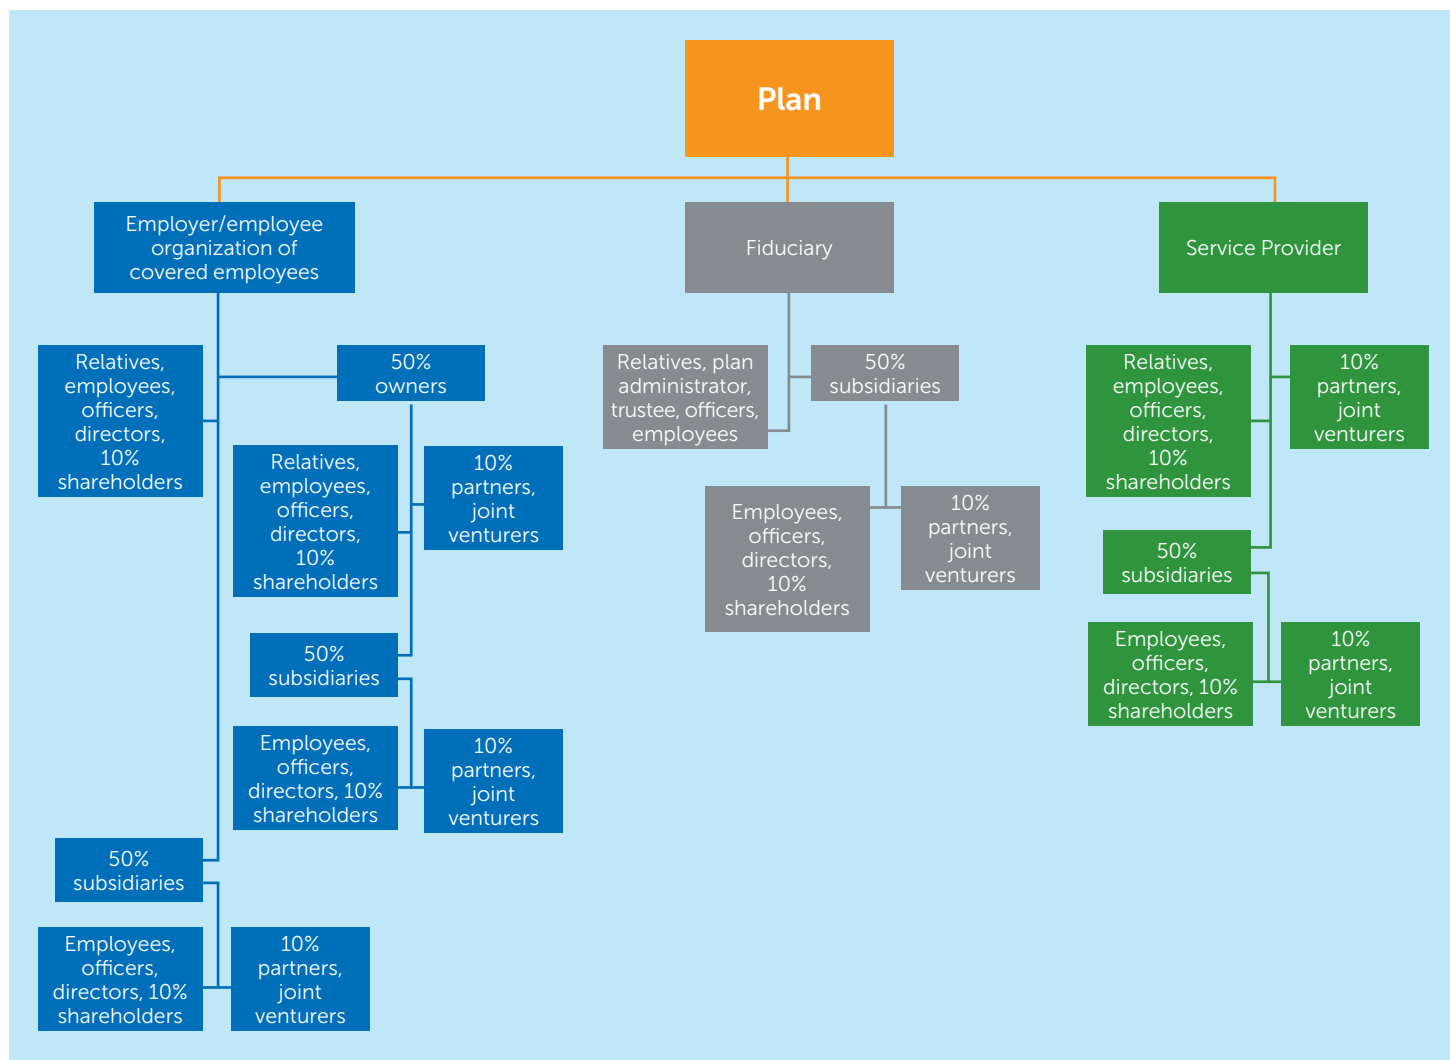 Plan
Employer/employee
organization of
covered employees
Fiduciary
Service Provider
Relatives,
employees,
officers,
directors,
10%
shareholders
50%
owners
Relatives,
employees,
officers,
directors,
10%
shareholders
10%
partners,
joint
venturers
50%
subsidiaries
Employees,
officers,
directors, 10%
shareholders
10%
partners,
joint
venturers
50%
subsidiaries
Employees,
officers,
directors, 10%
shareholders
10%
partners,
joint
venturers
Relatives, plan
administrator,
trustee, officers,
employees
50%
subsidiaries
Employees,
officers,
directors,
10%
shareholders
10%
partners,
joint
venturers
Relatives,
employees,
officers,
directors,
10%
shareholders
10%
partners,
joint
venturers
50%
subsidiaries
Employees,
officers,
directors, 10%
shareholders
10%
partners,
joint
venturers